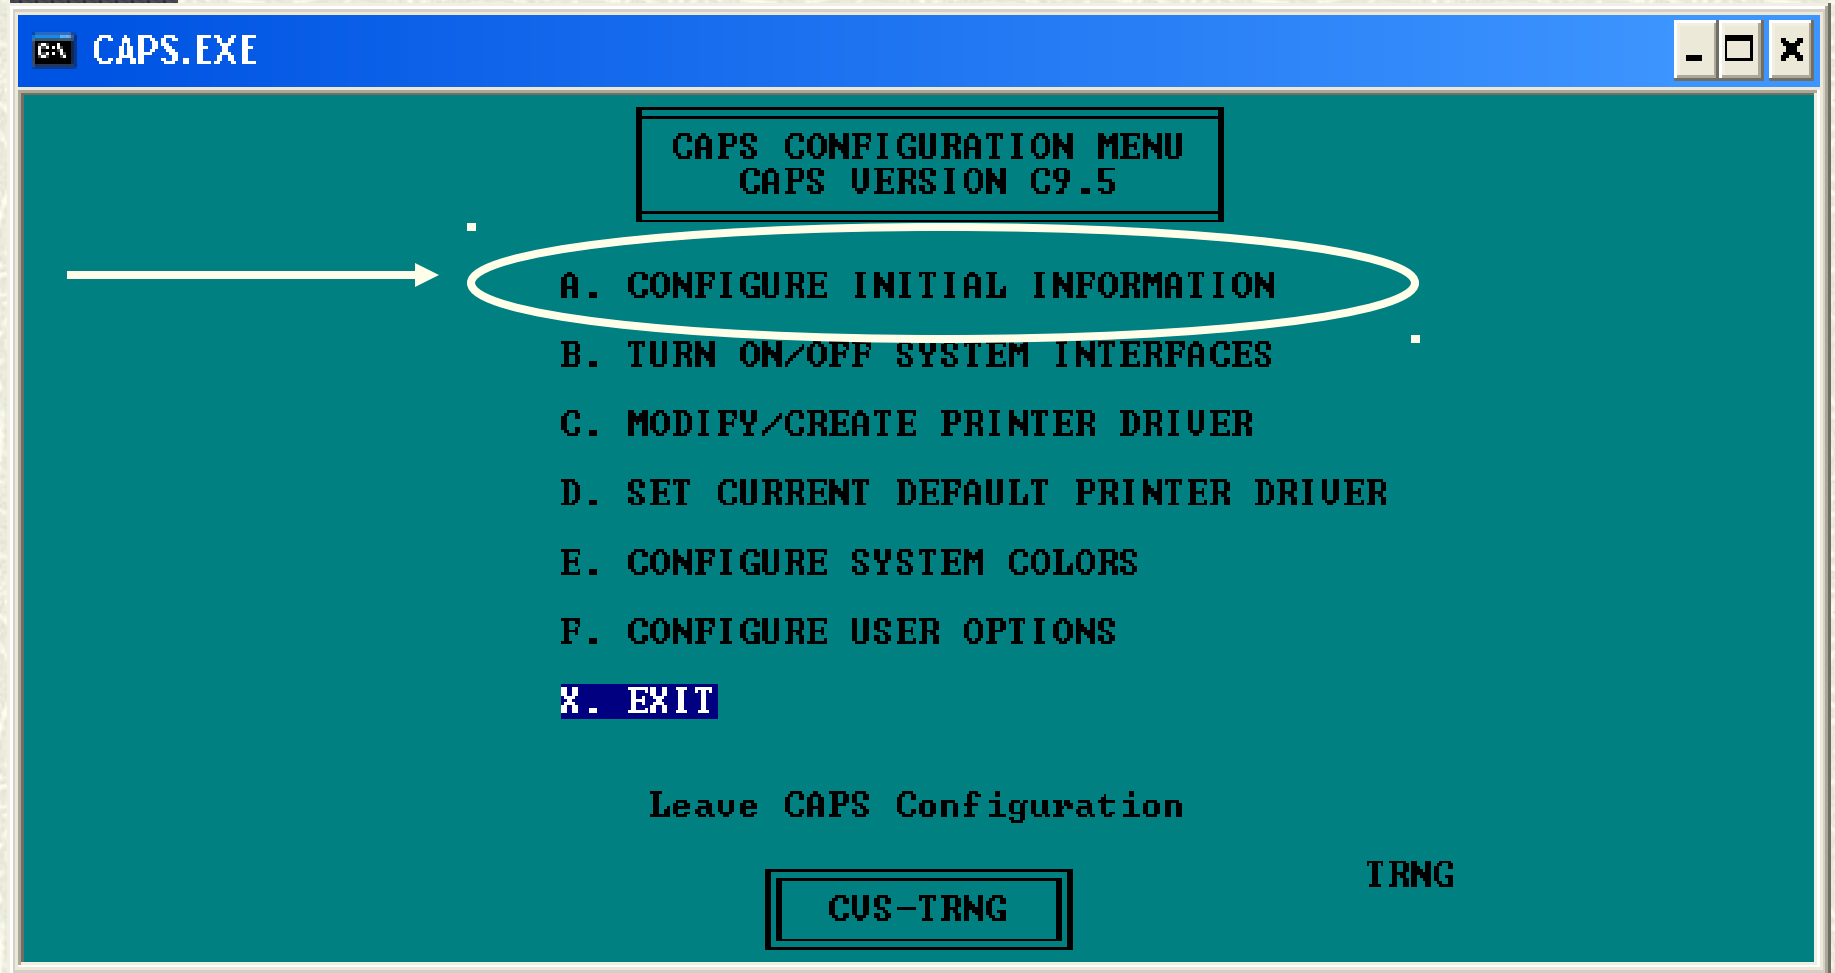 C:\ CAPS.EXE
CAPS CONFIGURATION MENU
CAPS VERSION C9.5
A. CONFIGURE INITIAL INFORMATION
B. TURN ON/OFF SYSTEM INTERFACES
C. MODIFY/CREATE PRINTER DRIVER
D. SET CURRENT DEFAULT PRINTER DRIVER
E. CONFIGURE SYSTEM COLORS
F. CONFIGURE USER OPTIONS
X. EXIT
Leave CAPS Configuration
TRNG
CVS-TRNG